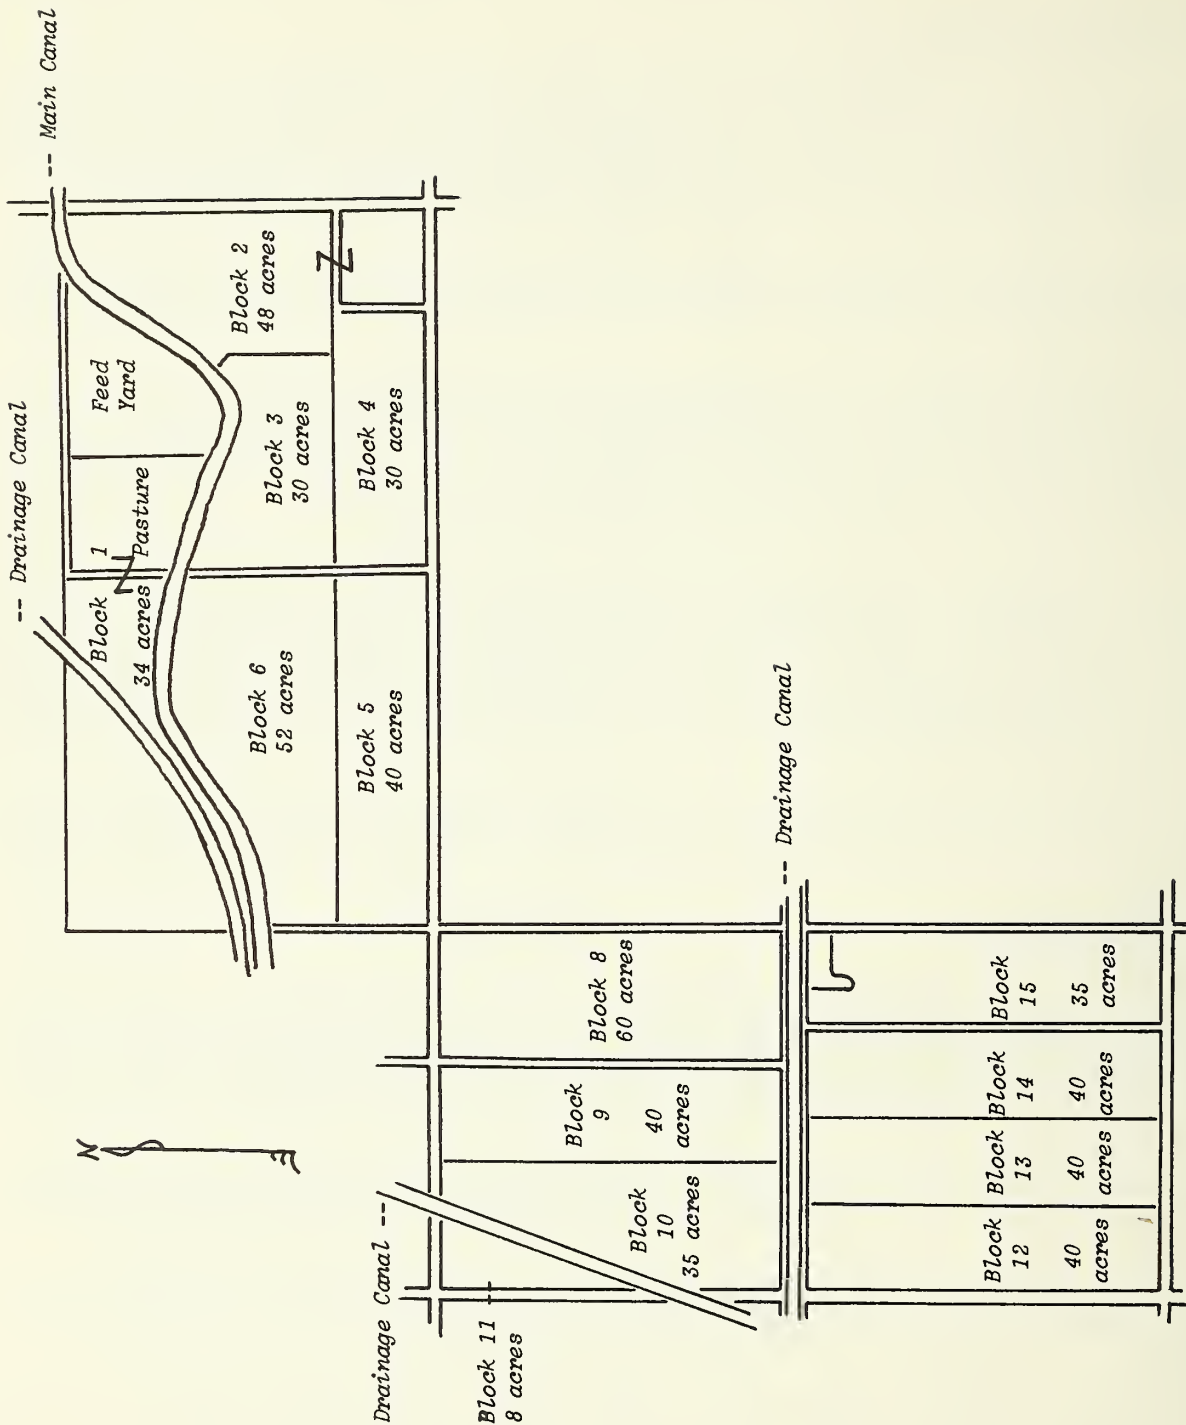 -- Main Canal
-- Drainage Canal
Feed
Yard
Block 2
48 acres
Block 1
34 acres
Pasture
Block 3
30 acres
Block 4
30 acres
Block 6
52 acres
Block 5
40 acres
-- Drainage Canal
Block 8
60 acres
Block
9
40
acres
Block
10
35 acres
Drainage Canal --
Block 11
8 acres
Block
15
35
acres
Block
14
40
acres
Block
13
40
acres
Block
12
40
acres